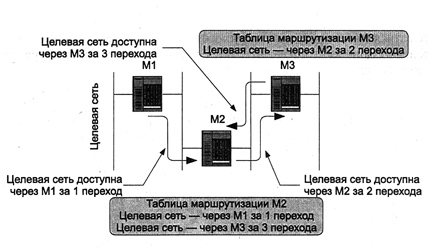 Целевая сеть доступна
через М3 за 3 перехода
Таблица маршрутизации М3
Целевая сеть — через М2 за 2 перехода
М1
М3
М2
Целевая сеть
Целевая сеть доступна
через М1 за 1 переход
Целевая сеть доступна
через М2 за 2 перехода
Таблица маршрутизации М2
Целевая сеть — через М1 за 1 переход
Целевая сеть — через М3 за 3 перехода